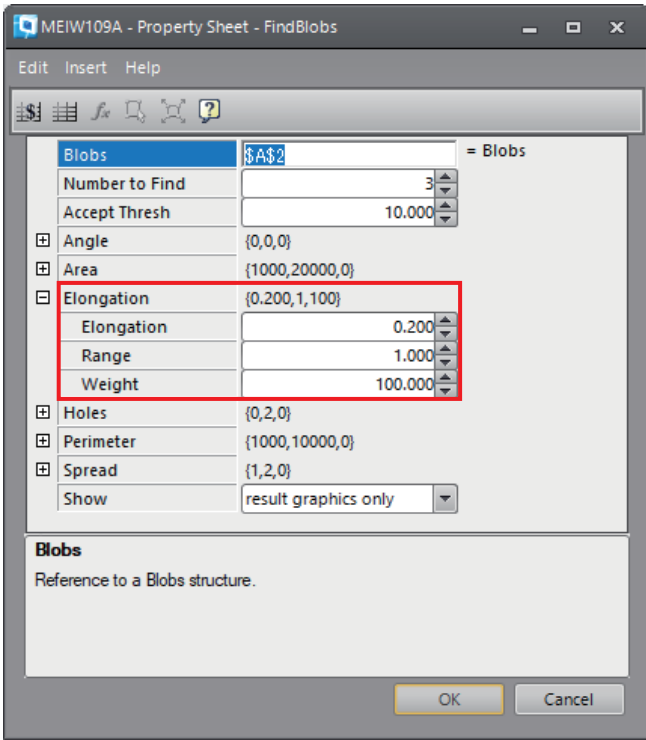 MEIW109A - Property Sheet - FindBlobs
Edit Insert Help
$ fx ?
Blobs $A$2 = Blobs
Number to Find 3
Accept Thresh 10.000
Angle {0,0,0}
Area {1000,20000,0}
Elongation {0.200,1,100}
Elongation 0.200
Range 1.000
Weight 100.000
Holes {0,2,0}
Perimeter {1000,10000,0}
Spread {1,2,0}
Show result graphics only
Blobs
Reference to a Blobs structure.
OK Cancel